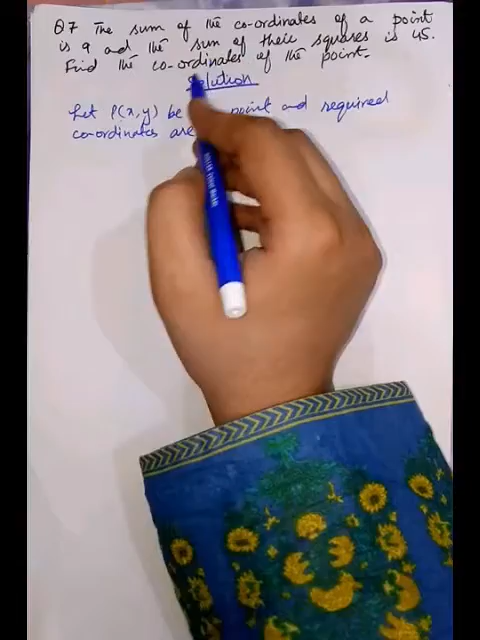 Q7 The sum of the co-ordinates of a point
is 9 ad the sum of their squares is 45.
Find the co-ordinates of the point.
Solution
Let P(x,y) be point and required
co-ordinates are